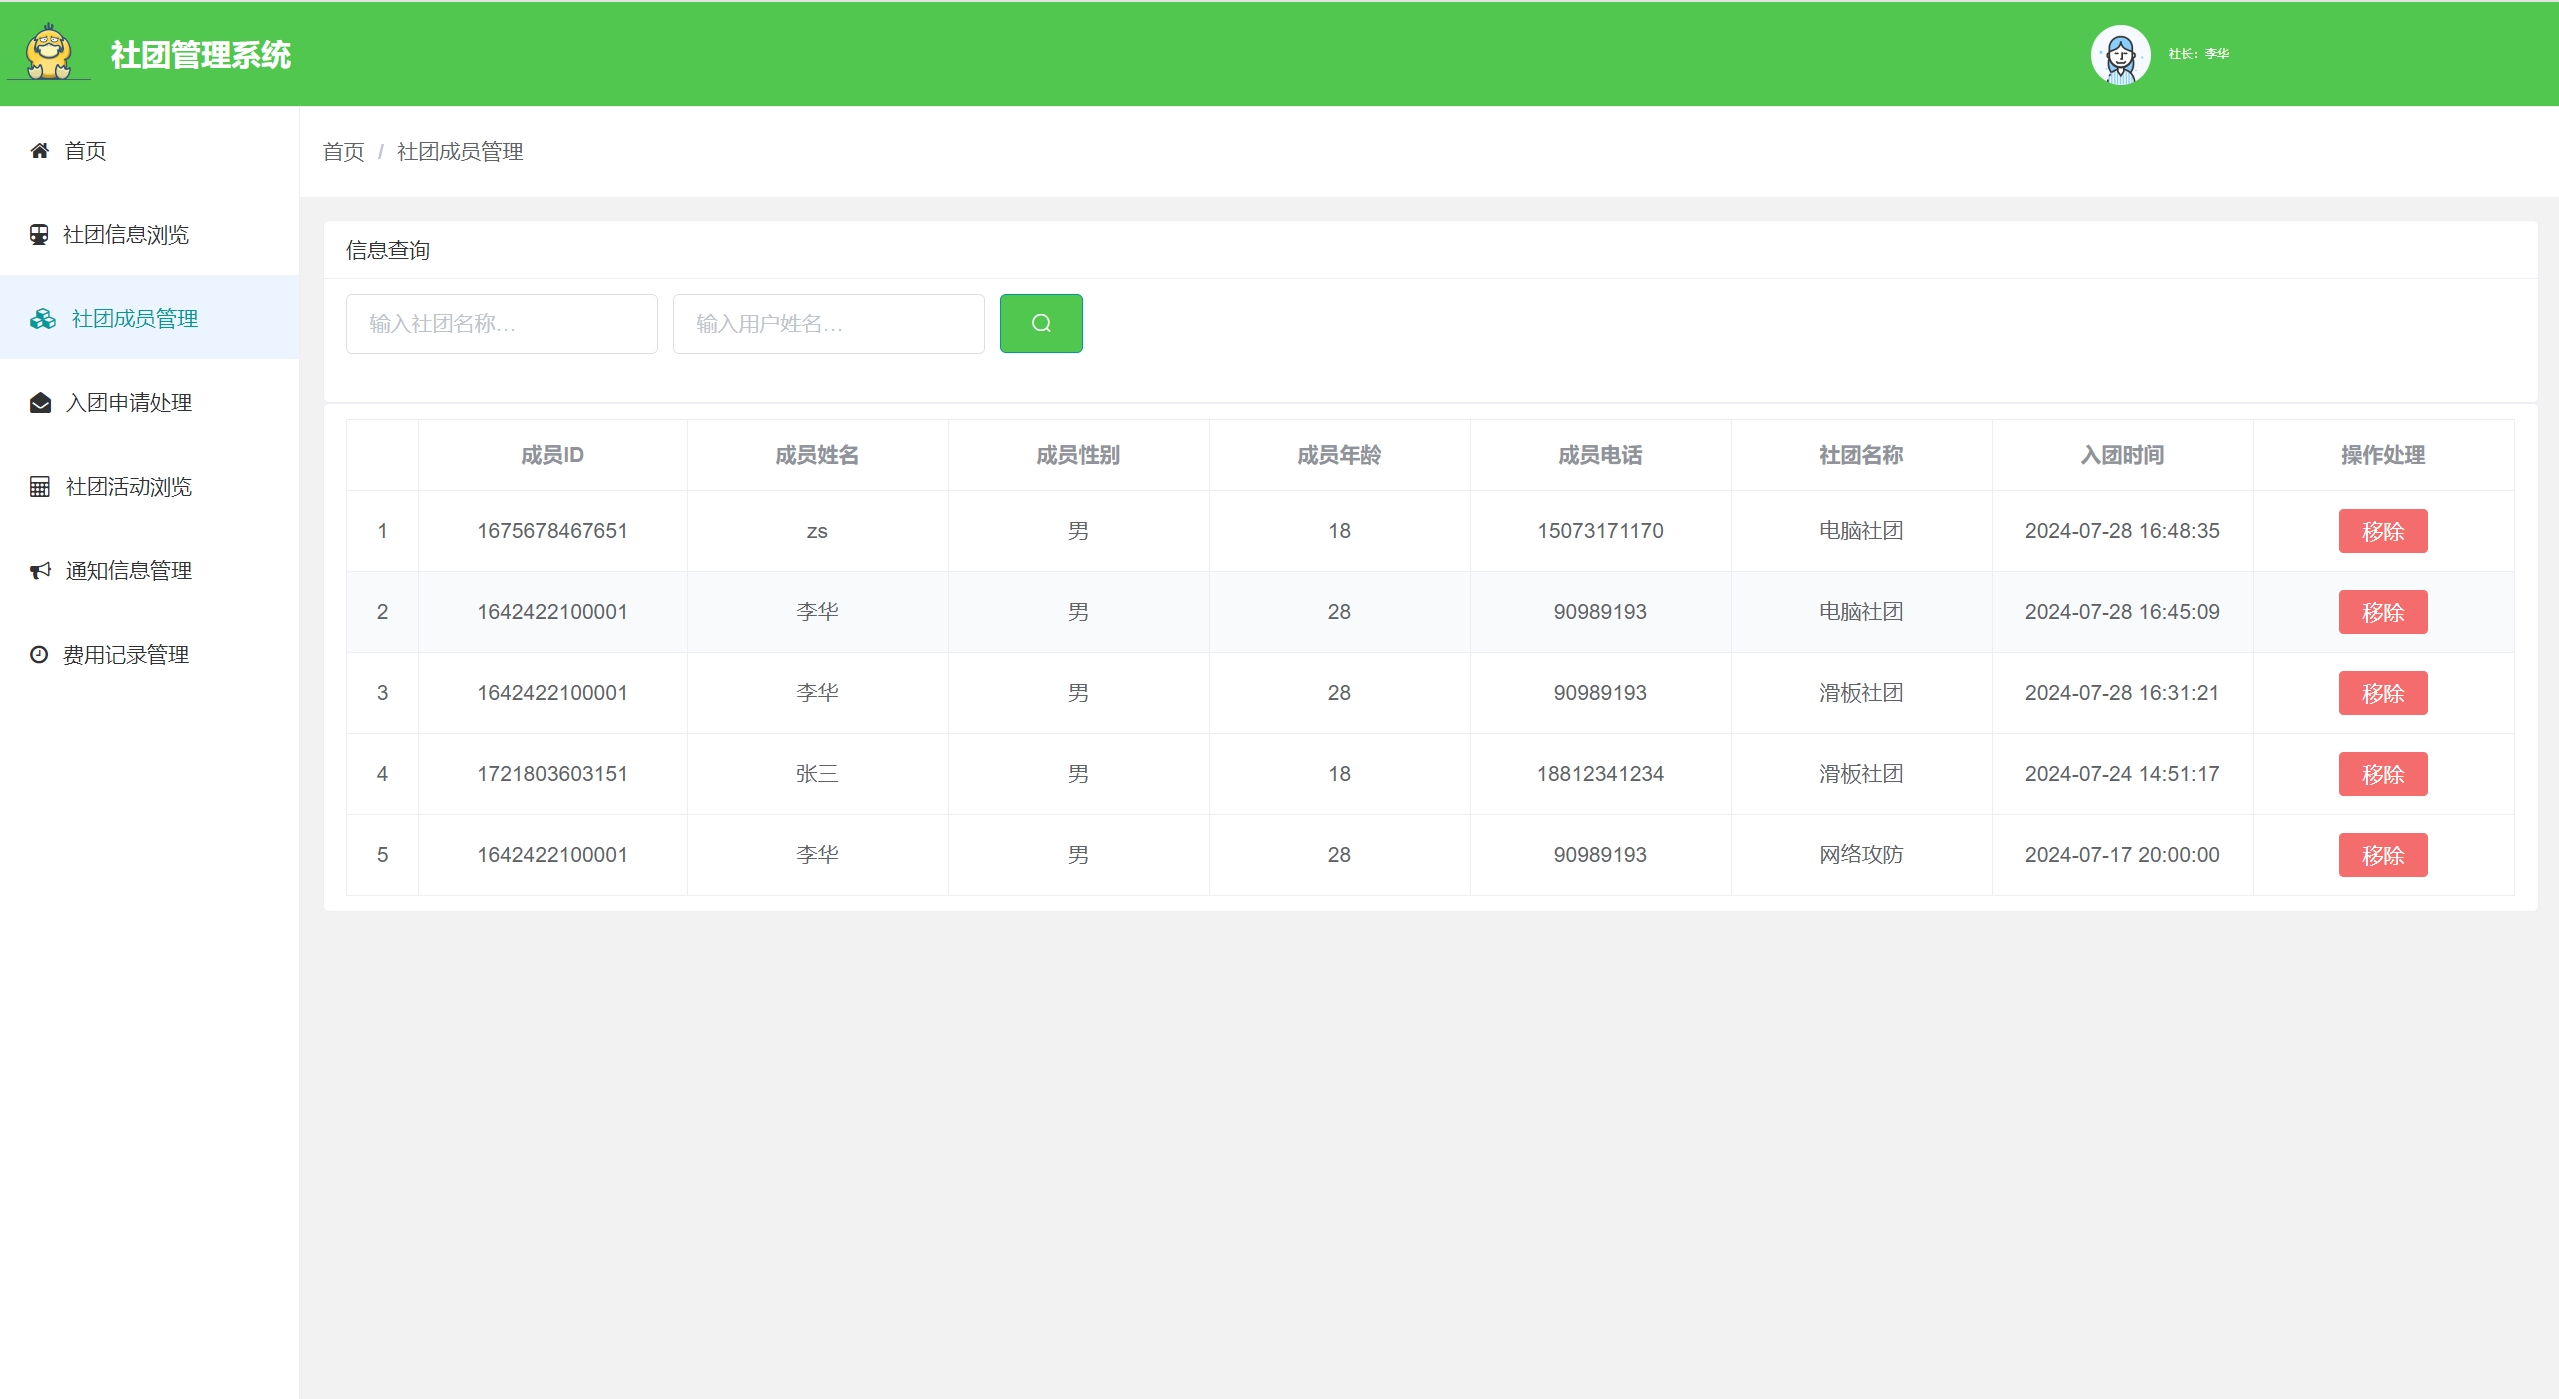 社团管理系统
社长：李华
首页
社团信息浏览
社团成员管理
入团申请处理
社团活动浏览
通知信息管理
费用记录管理
首页 / 社团成员管理
信息查询
输入社团名称… 输入用户姓名…
成员ID 成员姓名 成员性别 成员年龄 成员电话 社团名称 入团时间 操作处理
1 1675678467651 zs 男 18 15073171170 电脑社团 2024-07-28 16:48:35 移除
2 1642422100001 李华 男 28 90989193 电脑社团 2024-07-28 16:45:09 移除
3 1642422100001 李华 男 28 90989193 滑板社团 2024-07-28 16:31:21 移除
4 1721803603151 张三 男 18 18812341234 滑板社团 2024-07-24 14:51:17 移除
5 1642422100001 李华 男 28 90989193 网络攻防 2024-07-17 20:00:00 移除